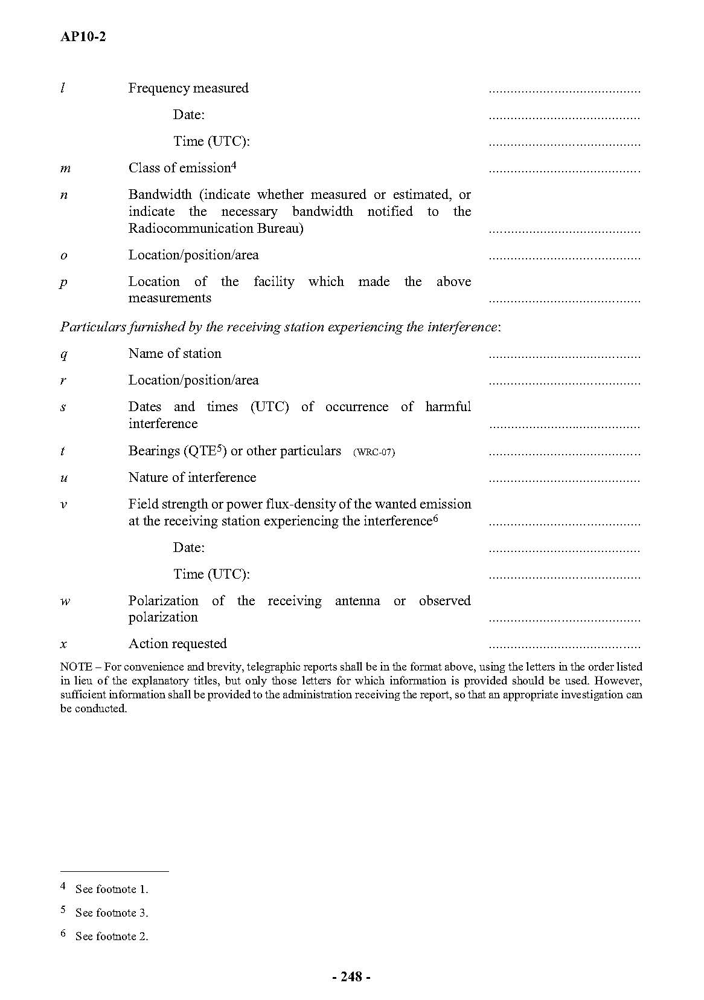 AP10-2
l Frequency measured ..........................................
Date: ..........................................
Time (UTC): ..........................................
m Class of emission4 ..........................................
n Bandwidth (indicate whether measured or estimated, or
indicate the necessary bandwidth notified to the
Radiocommunication Bureau) ..........................................
o Location/position/area ..........................................
p Location of the facility which made the above
measurements ..........................................
Particulars furnished by the receiving station experiencing the interference:
q Name of station ..........................................
r Location/position/area ..........................................
s Dates and times (UTC) of occurrence of harmful
interference ..........................................
t Bearings (QTE5) or other particulars (WRC-07) ..........................................
u Nature of interference ..........................................
v Field strength or power flux-density of the wanted emission
at the receiving station experiencing the interference6 ..........................................
Date: ..........................................
Time (UTC): ..........................................
w Polarization of the receiving antenna or observed
polarization ..........................................
x Action requested ..........................................
NOTE – For convenience and brevity, telegraphic reports shall be in the format above, using the letters in the order listed
in lieu of the explanatory titles, but only those letters for which information is provided should be used. However,
sufficient information shall be provided to the administration receiving the report, so that an appropriate investigation can
be conducted.
4 See footnote 1.
5 See footnote 3.
6 See footnote 2.
- 248 -